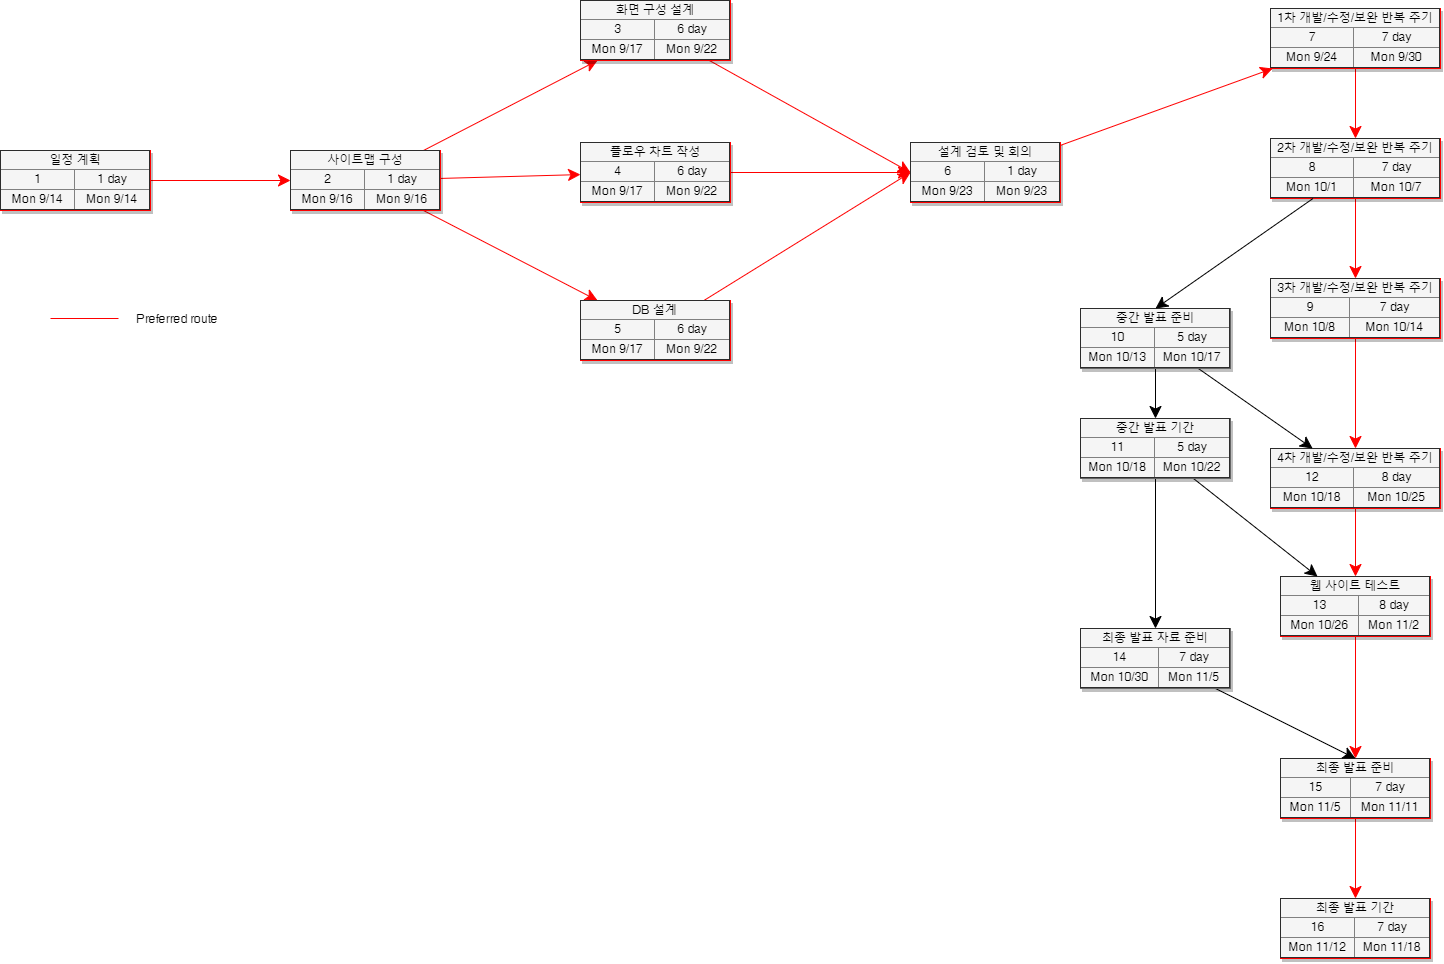 일정 계획
1 1 day
Mon 9/14 Mon 9/14
사이트맵 구성
2 1 day
Mon 9/16 Mon 9/16
화면 구성 설계
3 6 day
Mon 9/17 Mon 9/22
플로우 차트 작성
4 6 day
Mon 9/17 Mon 9/22
DB 설계
5 6 day
Mon 9/17 Mon 9/22
설계 검토 및 회의
6 1 day
Mon 9/23 Mon 9/23
1차 개발/수정/보완 반복 주기
7 7 day
Mon 9/24 Mon 9/30
2차 개발/수정/보완 반복 주기
8 7 day
Mon 10/1 Mon 10/7
3차 개발/수정/보완 반복 주기
9 7 day
Mon 10/8 Mon 10/14
중간 발표 준비
10 5 day
Mon 10/13 Mon 10/17
중간 발표 기간
11 5 day
Mon 10/18 Mon 10/22
4차 개발/수정/보완 반복 주기
12 8 day
Mon 10/18 Mon 10/25
웹 사이트 테스트
13 8 day
Mon 10/26 Mon 11/2
최종 발표 자료 준비
14 7 day
Mon 10/30 Mon 11/5
최종 발표 준비
15 7 day
Mon 11/5 Mon 11/11
최종 발표 기간
16 7 day
Mon 11/12 Mon 11/18
Preferred route